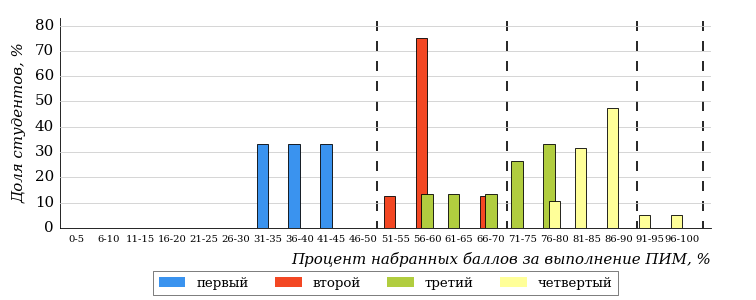 Доля студентов, %
80
70
60
50
40
30
20
10
0
0-5 6-10 11-15 16-20 21-25 26-30 31-35 36-40 41-45 46-50 51-55 56-60 61-65 66-70 71-75 76-80 81-85 86-90 91-95 96-100
Процент набранных баллов за выполнение ПИМ, %
первый второй третий четвертый